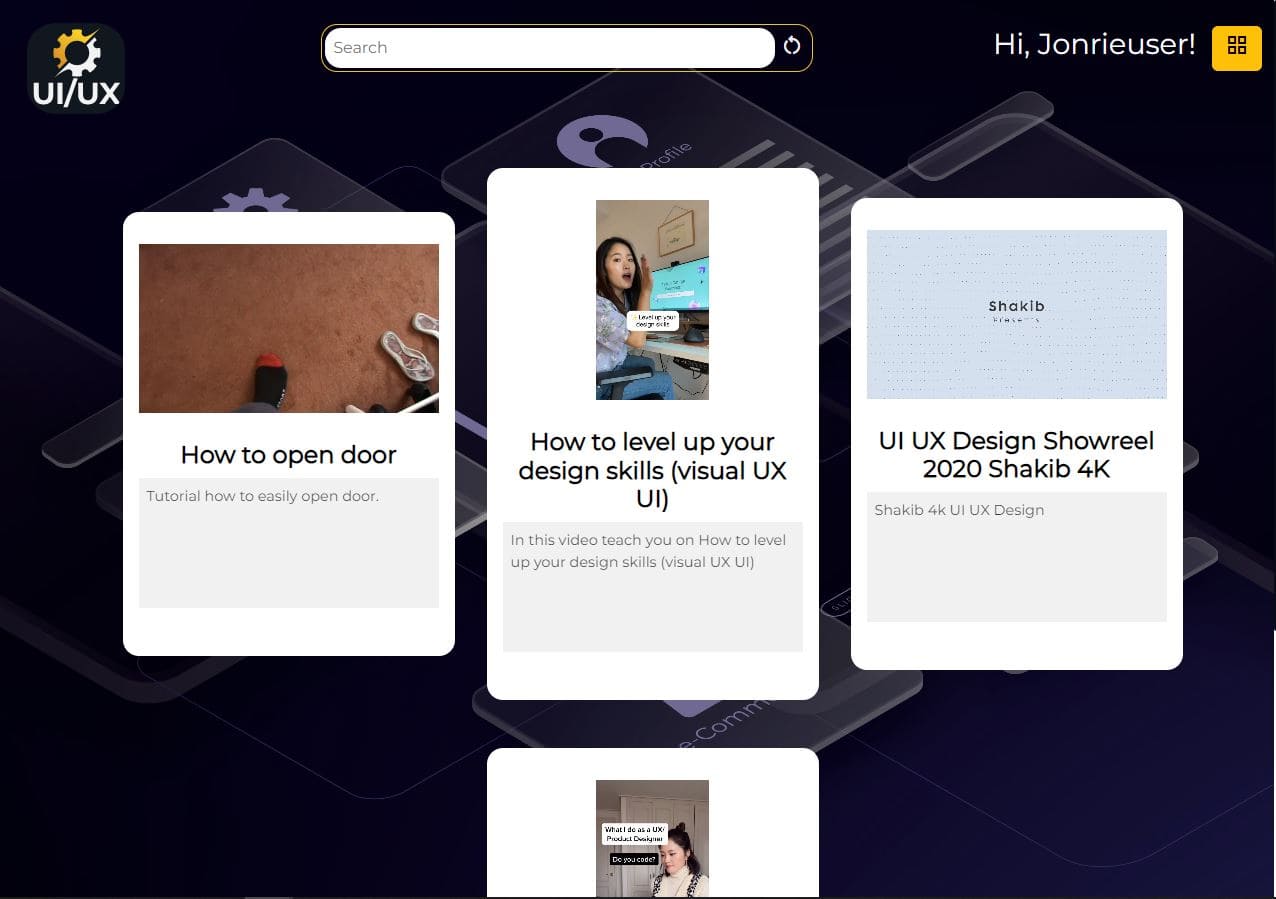 UI/UX
Search
Hi, Jonrieuser!
Profile
How to open door
Tutorial how to easily open door.
Level up your
design skills
How to level up your
design skills (visual UX
UI)
In this video teach you on How to level
up your design skills (visual UX UI)
Shakib
Presents
UI UX Design Showreel
2020 Shakib 4K
Shakib 4k UI UX Design
e-Comm
What I do as a UX/
Product Designer
Do you code?